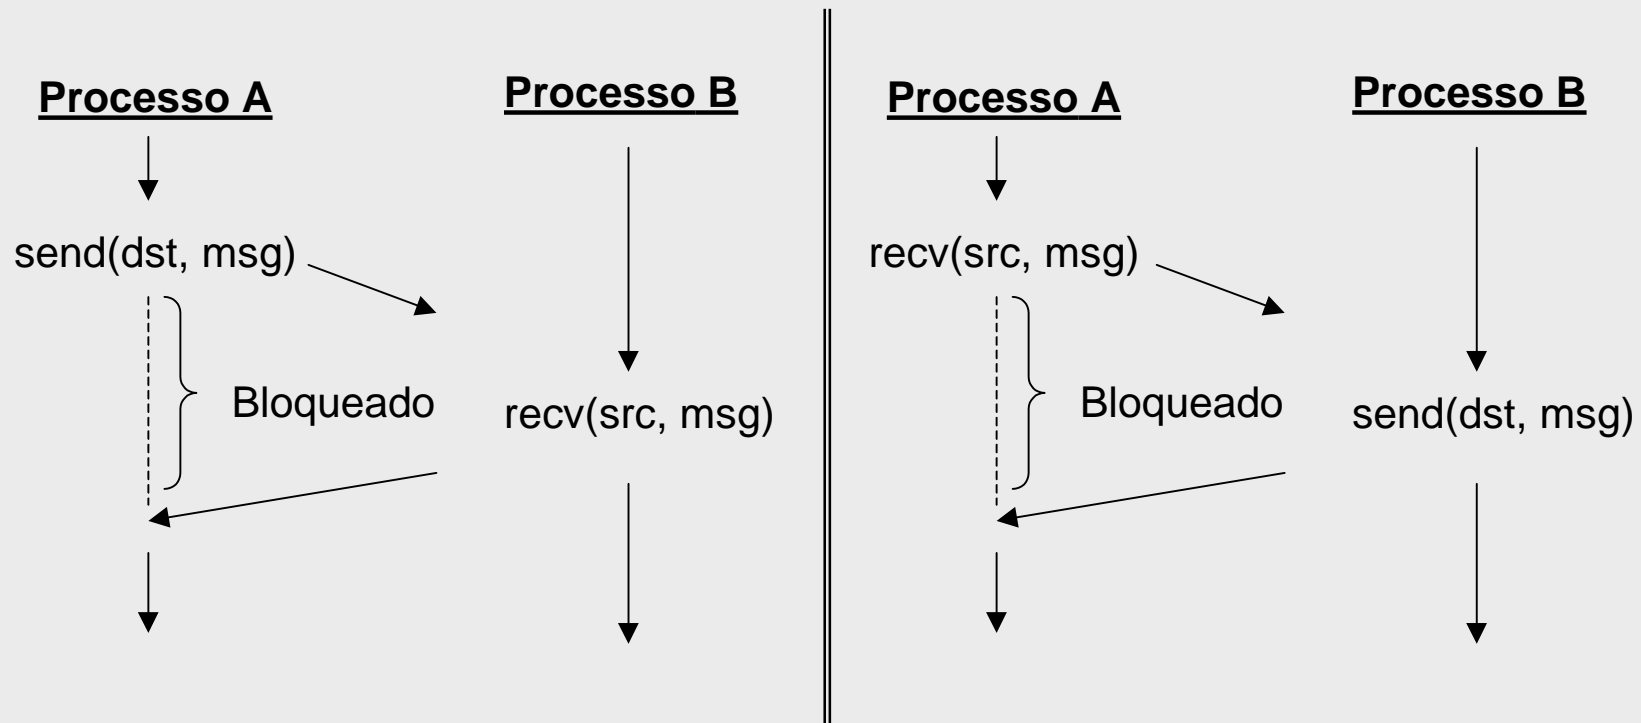 Processo A
Processo B
send(dst, msg)
Bloqueado
recv(src, msg)
Processo A
Processo B
recv(src, msg)
Bloqueado
send(dst, msg)